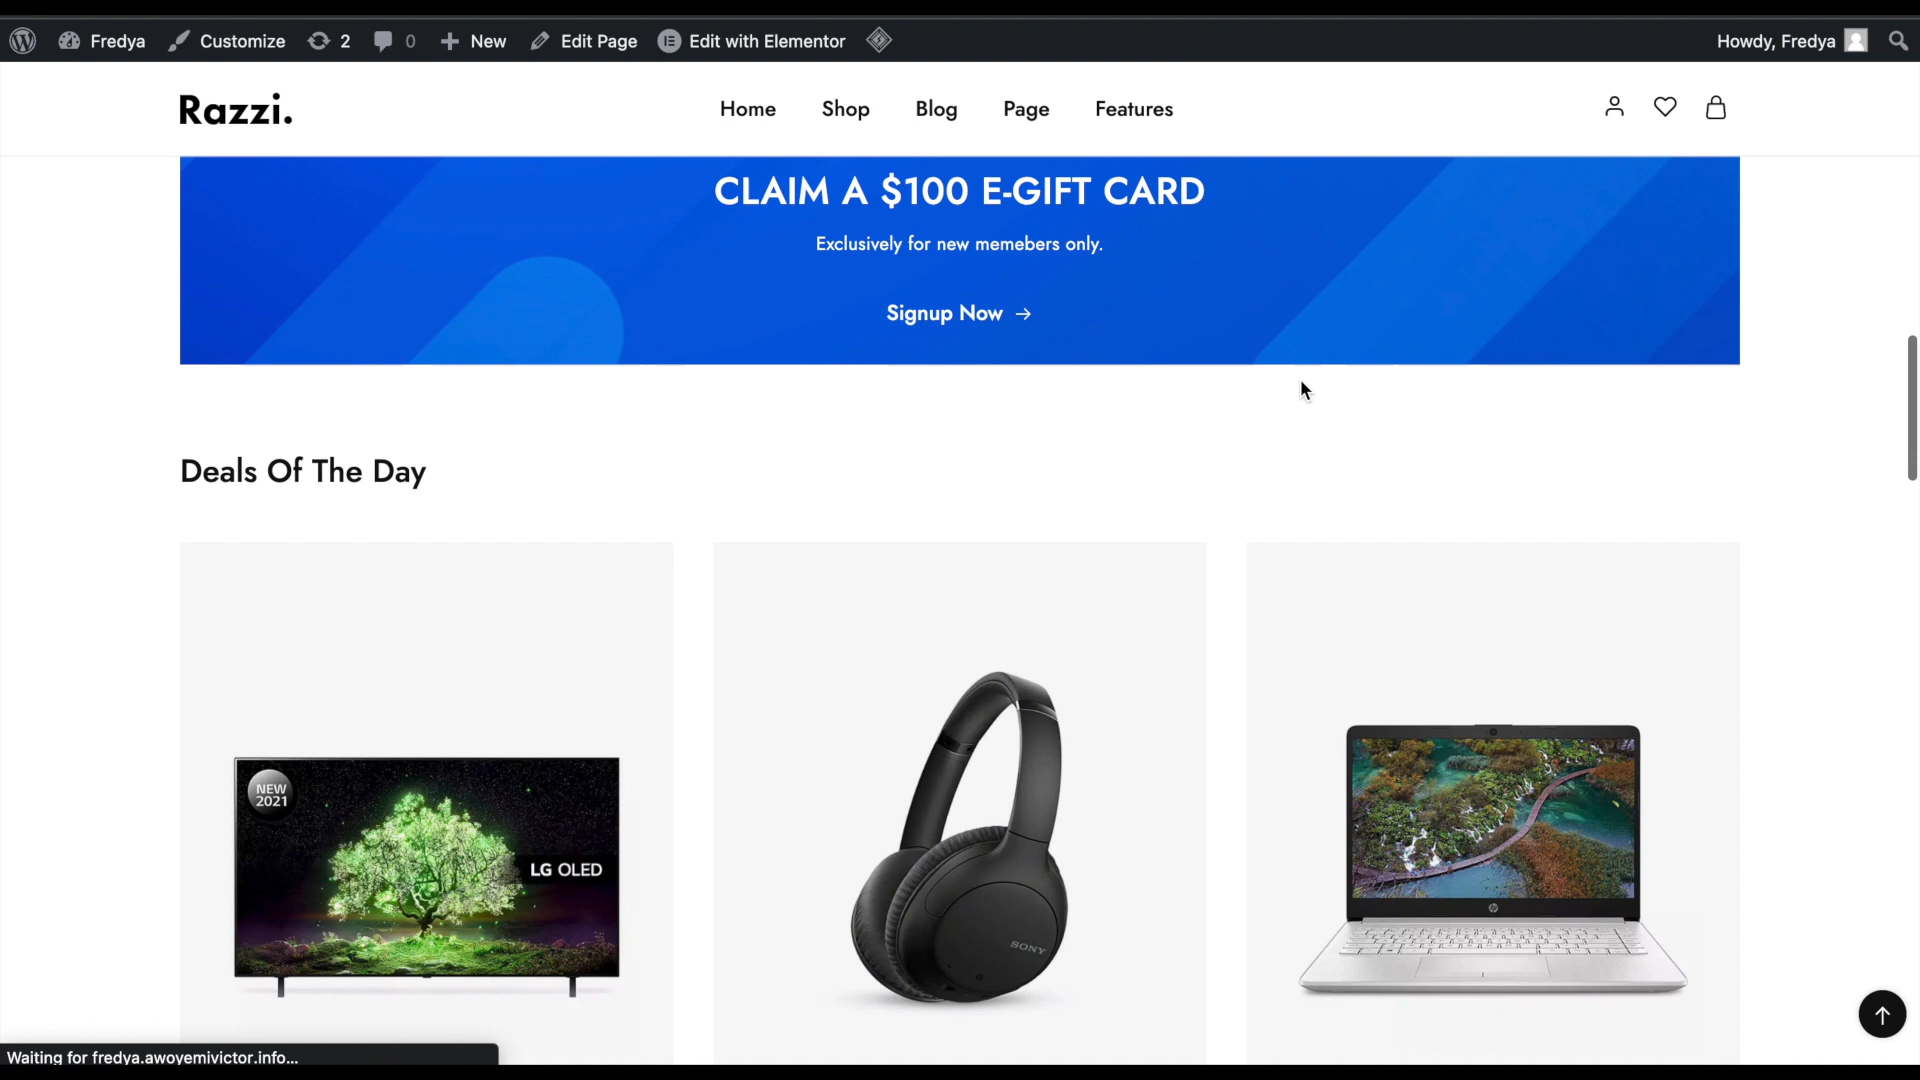 Fredya Customize 2 0 New Edit Page Edit with Elementor Howdy, Fredya
Razzi. Home Shop Blog Page Features
CLAIM A $100 E-GIFT CARD
Exclusively for new memebers only.
Signup Now →
Deals Of The Day
NEW
2021
LG OLED
SONY
hp
Waiting for fredya.awoyemivictor.info...